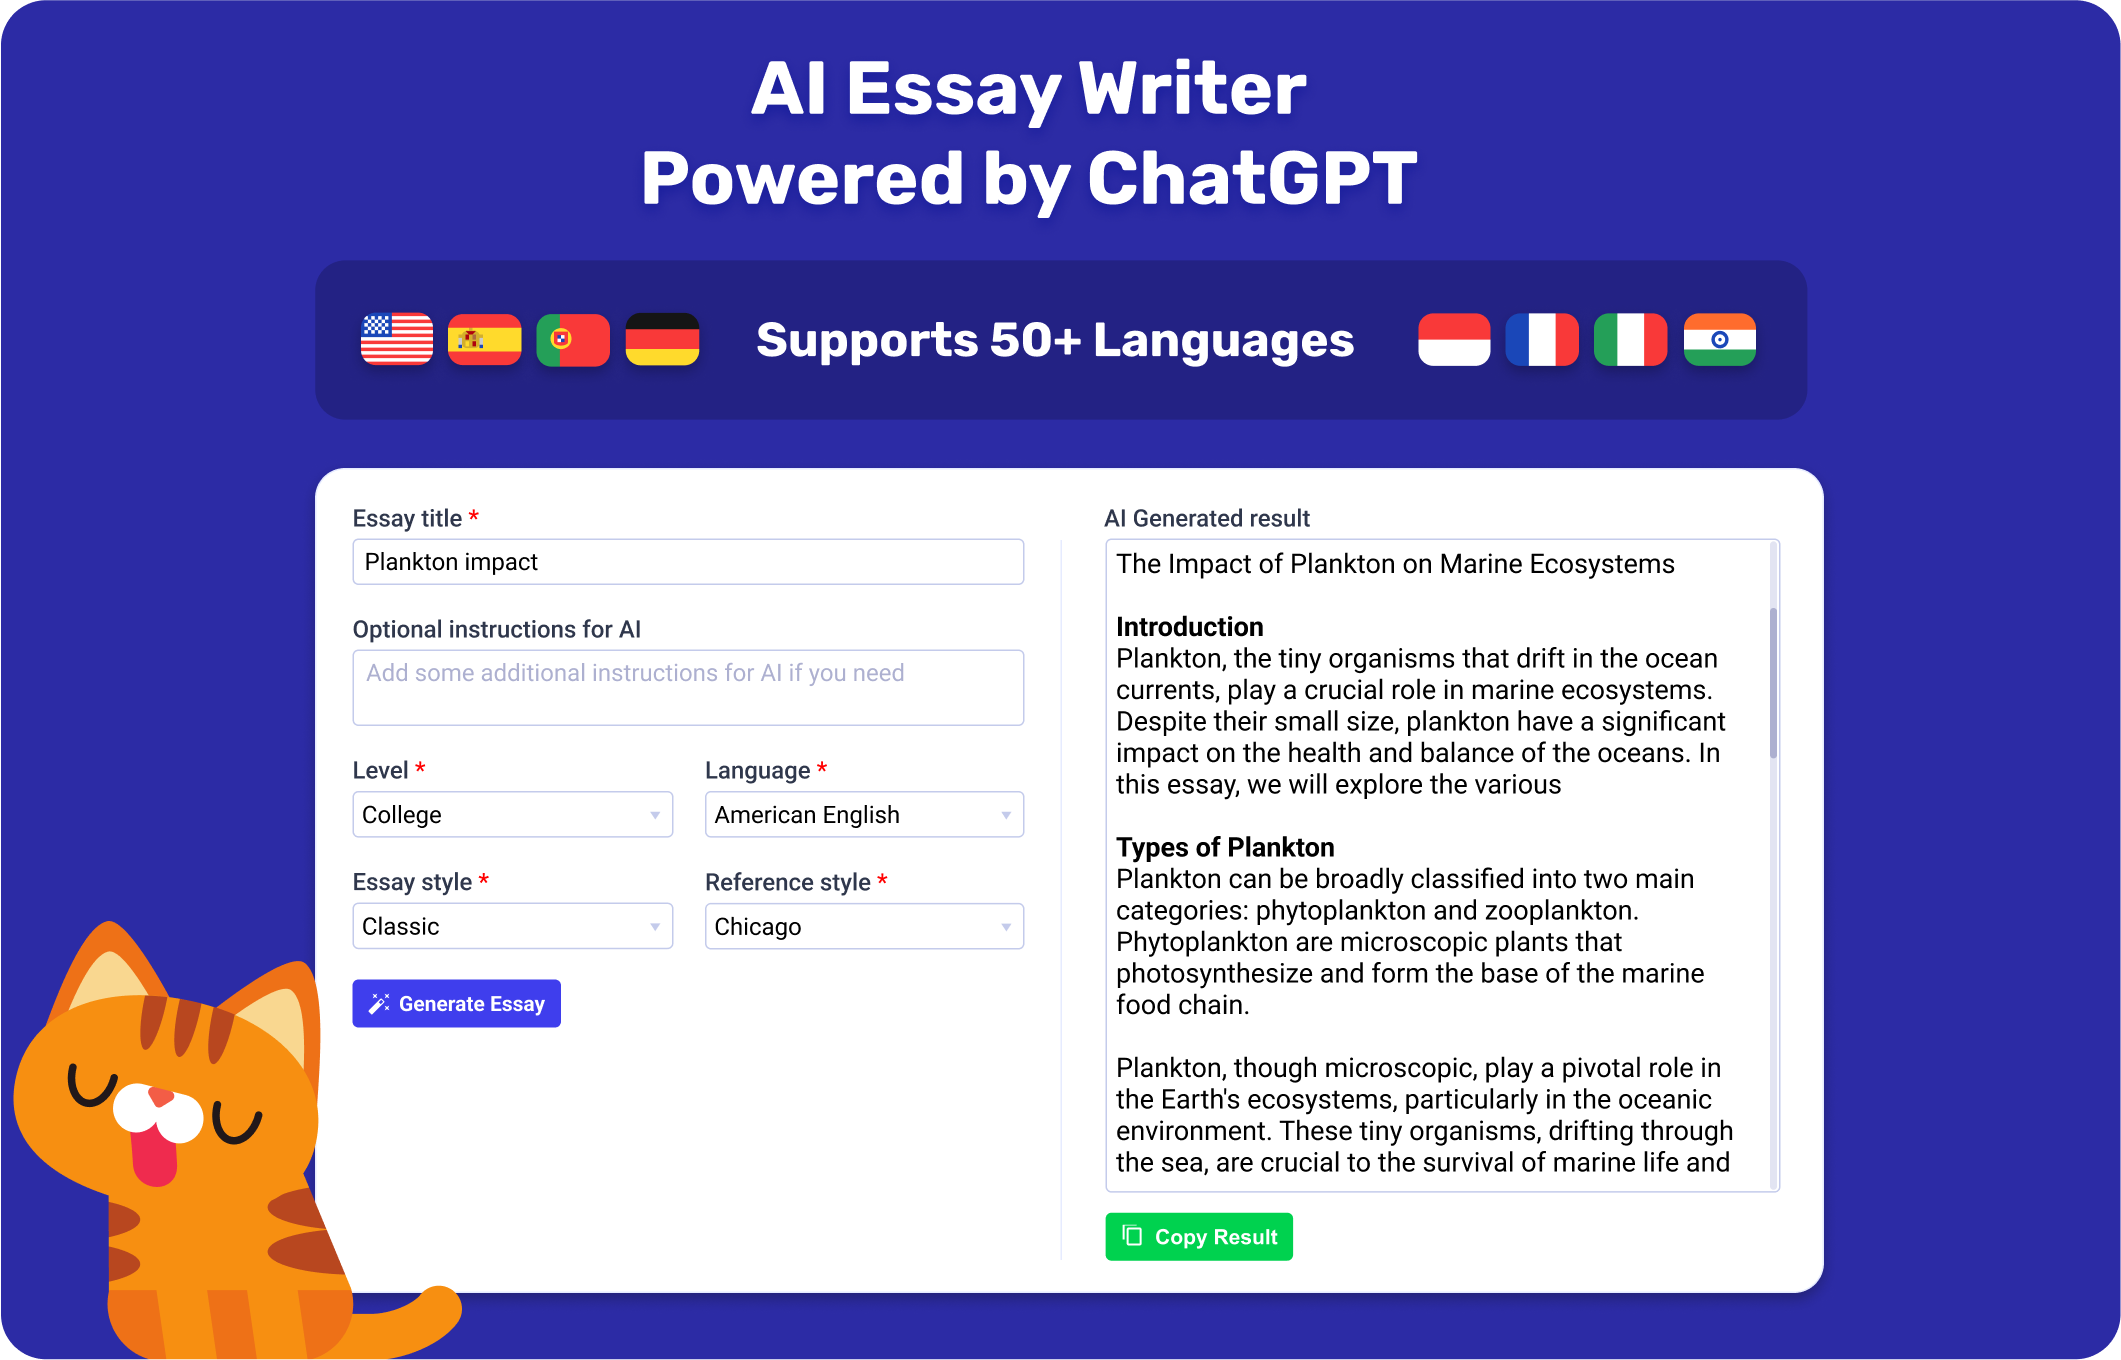 AI Essay Writer
Powered by ChatGPT
Supports 50+ Languages
Essay title *
Plankton impact
Optional instructions for AI
Add some additional instructions for AI if you need
Level *
College
Language *
American English
Essay style *
Classic
Reference style *
Chicago
Generate Essay
AI Generated result
The Impact of Plankton on Marine Ecosystems
Introduction
Plankton, the tiny organisms that drift in the ocean
currents, play a crucial role in marine ecosystems.
Despite their small size, plankton have a significant
impact on the health and balance of the oceans. In
this essay, we will explore the various
Types of Plankton
Plankton can be broadly classified into two main
categories: phytoplankton and zooplankton.
Phytoplankton are microscopic plants that
photosynthesize and form the base of the marine
food chain.
Plankton, though microscopic, play a pivotal role in
the Earth's ecosystems, particularly in the oceanic
environment. These tiny organisms, drifting through
the sea, are crucial to the survival of marine life and
Copy Result